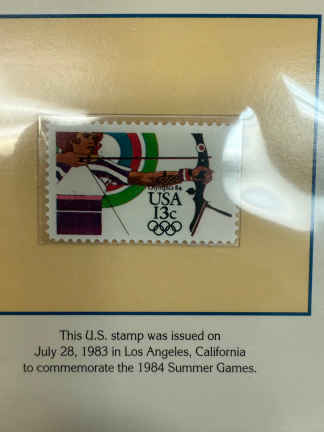 Olympics 84
USA
13c
This U.S. stamp was issued on
July 28, 1983 in Los Angeles, California
to commemorate the 1984 Summer Games.